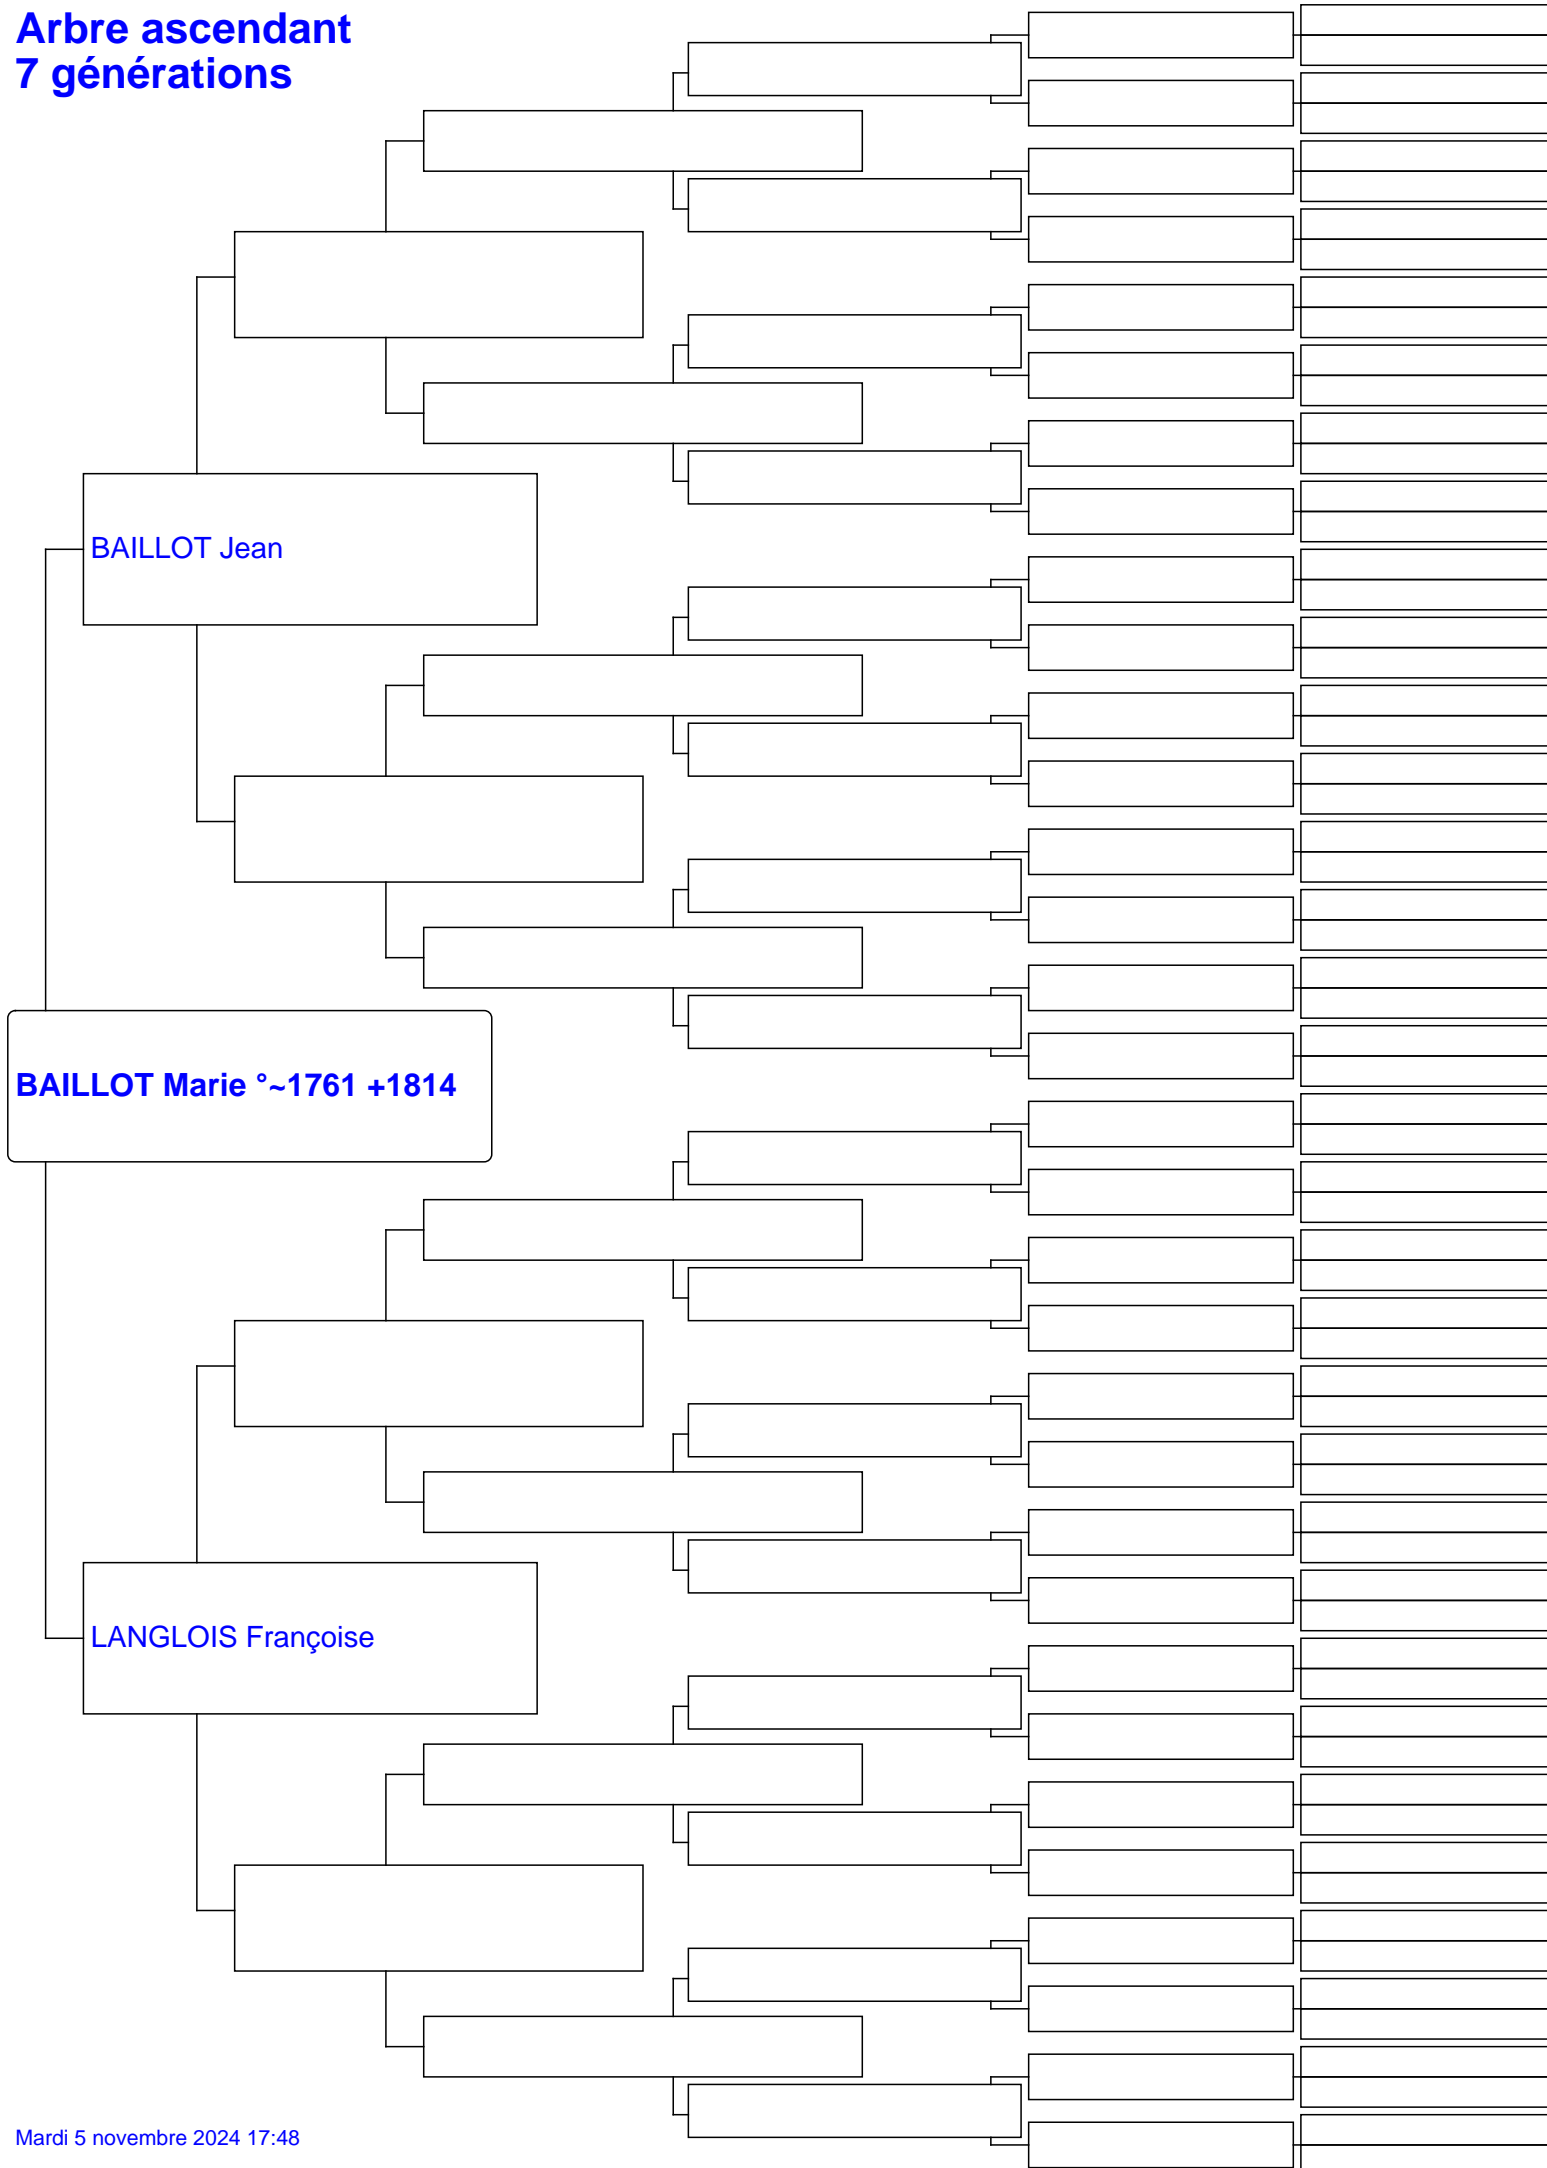 Arbre ascendant
7 générations
BAILLOT Jean
BAILLOT Marie °~1761 +1814
LANGLOIS Françoise
Mardi 5 novembre 2024 17:48